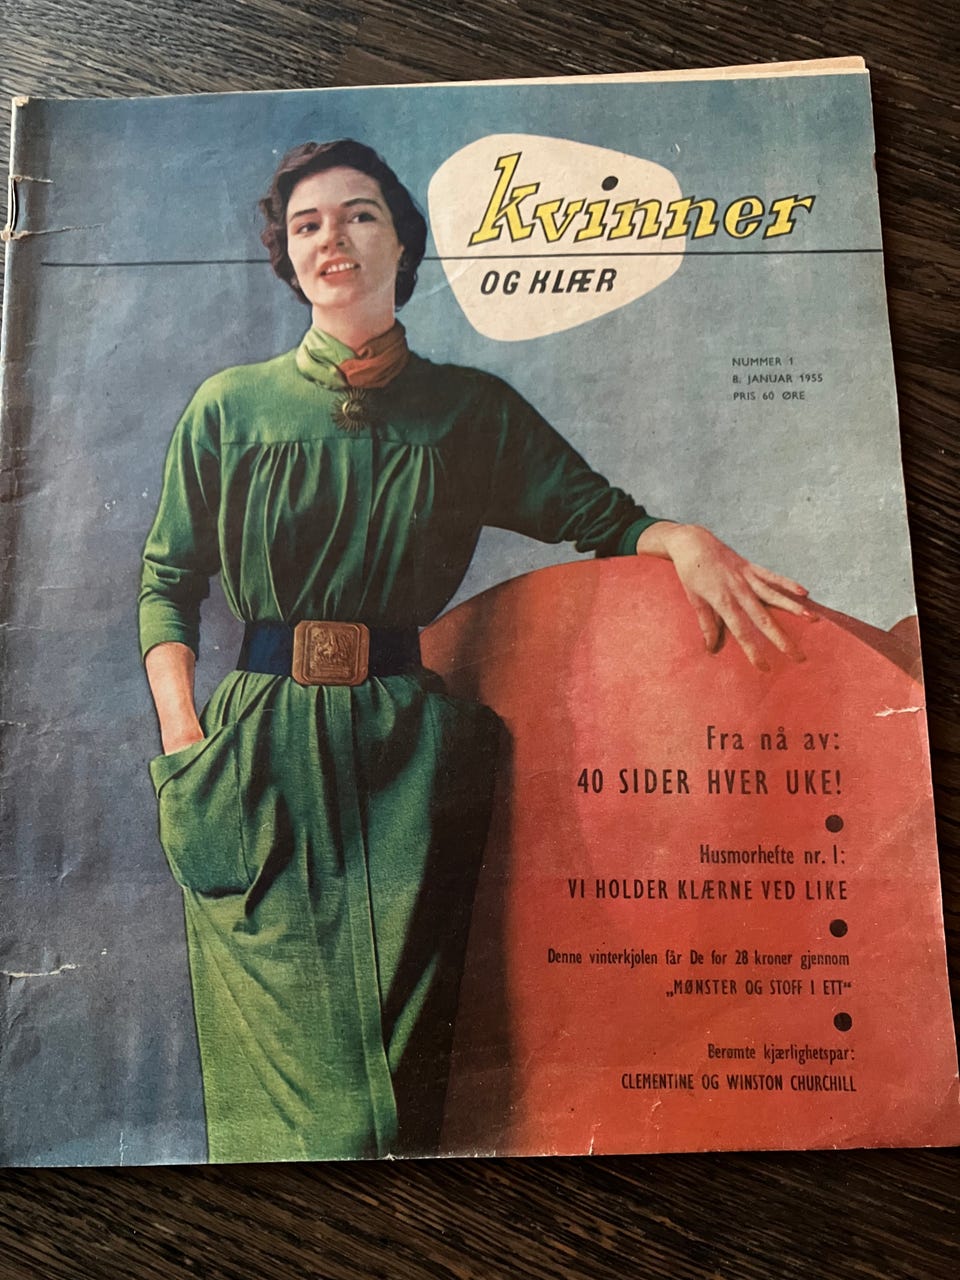 kvinner
OG KLÆR
NUMMER 1
8. JANUAR 1955
PRIS 60 ØRE
Fra nå av:
40 SIDER HVER UKE!
Husmorhefte nr. 1:
VI HOLDER KLÆRNE VED LIKE
Denne vinterkjolen får De for 28 kroner gjennom
„MØNSTER OG STOFF I ETT“
Berømte kjærlighetspar:
CLEMENTINE OG WINSTON CHURCHILL